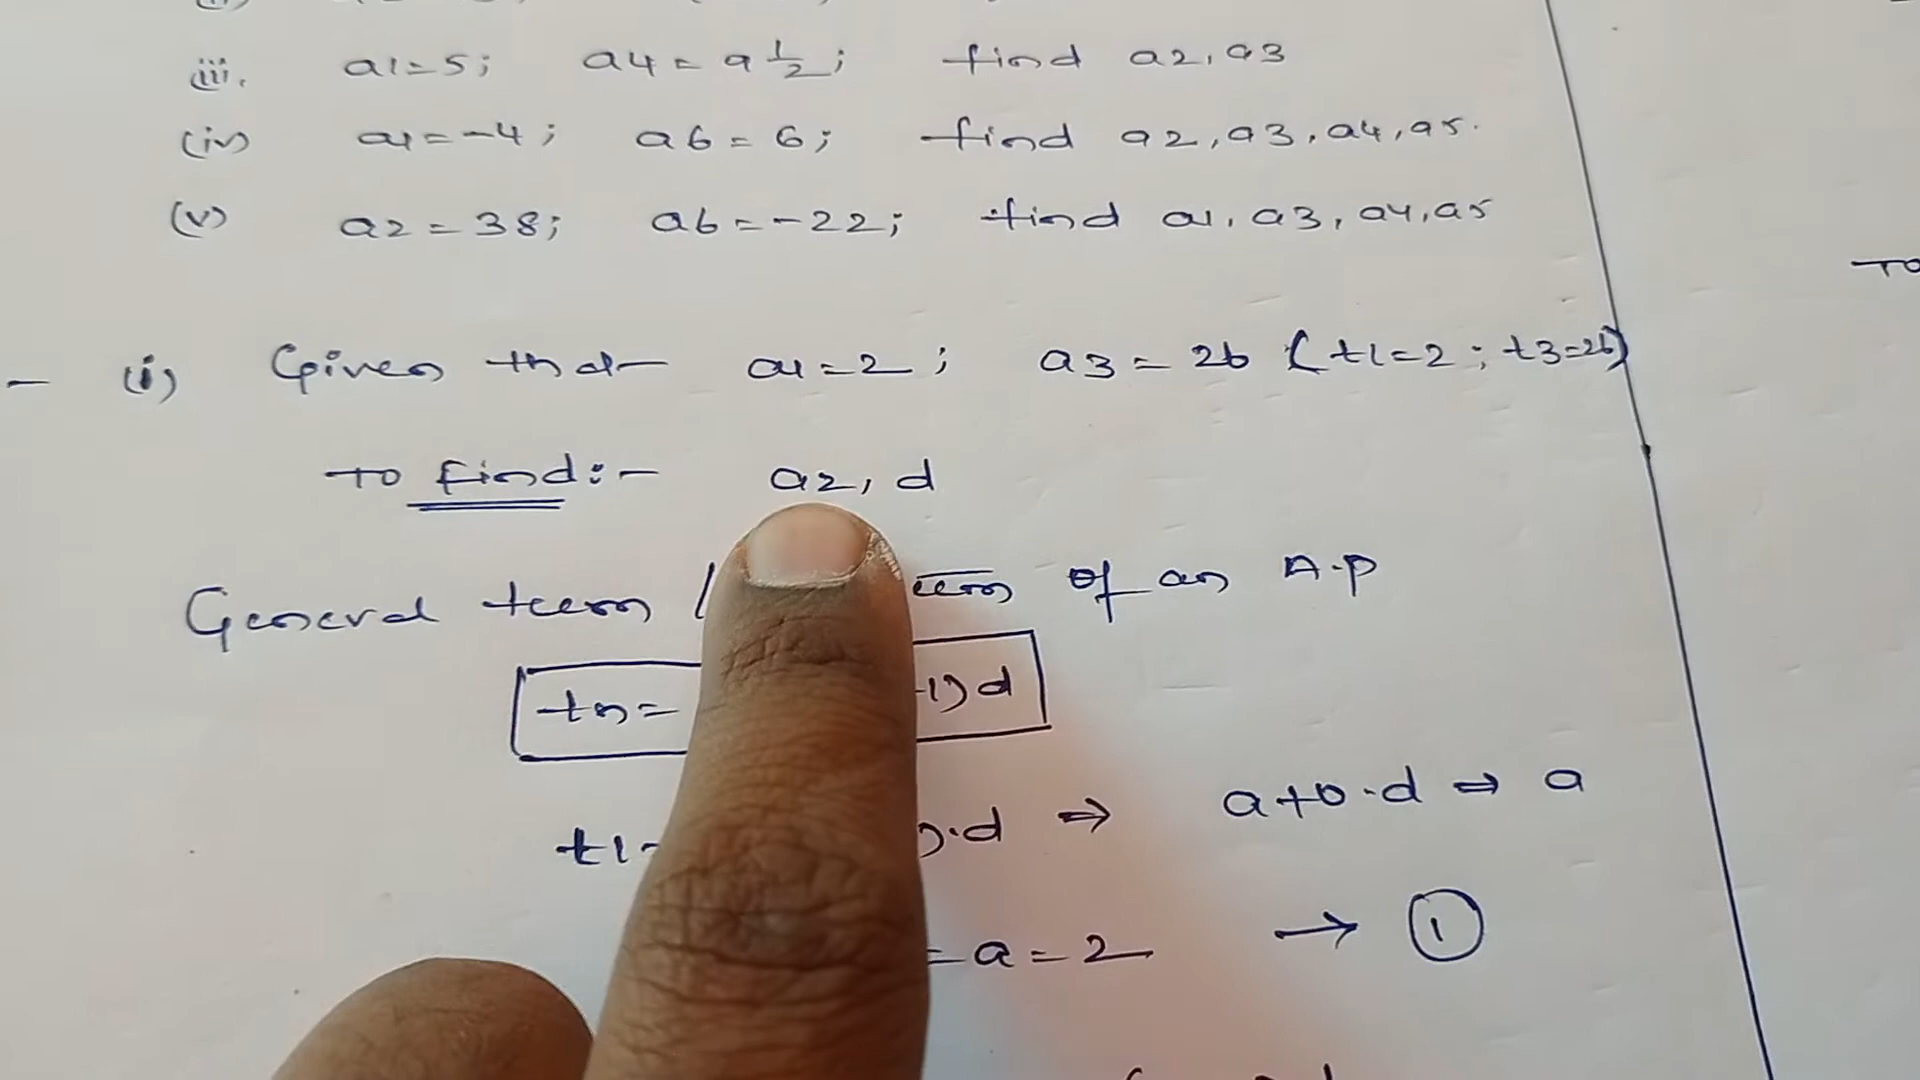 iii. a1=5; a4=9 1/2; find a2, a3
(iv) a1=-4; a6=6; find a2, a3, a4, a5.
(v) a2=38; a6=-22; find a1, a3, a4, a5
(i) Given that a1=2; a3=26 (t1=2; t3=26)
To find:- a2, d
General term of an A.P
tn= -1)d
t1= ).d ⇒ a+0.d ⇒ a
=a=2 → 1